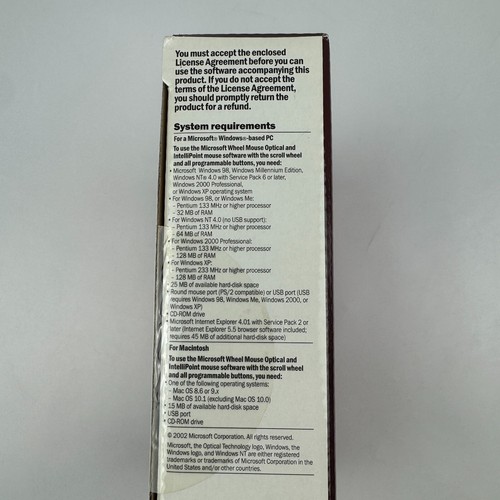 You must accept the enclosed
License Agreement before you can
use the software accompanying this
product. If you do not accept the
terms of the License Agreement,
you should promptly return the
product for a refund.
System requirements
For a Microsoft® Windows®-based PC
To use the Microsoft Wheel Mouse Optical and
IntelliPoint mouse software with the scroll wheel
and all programmable buttons, you need:
• Microsoft Windows 98, Windows Millennium Edition,
Windows NT® 4.0 with Service Pack 6 or later,
Windows 2000 Professional,
or Windows XP operating system
• For Windows 98, or Windows Me:
– Pentium 133 MHz or higher processor
– 32 MB of RAM
• For Windows NT 4.0 (no USB support):
– Pentium 133 MHz or higher processor
– 64 MB of RAM
• For Windows 2000 Professional:
– Pentium 133 MHz or higher processor
– 128 MB of RAM
• For Windows XP:
– Pentium 233 MHz or higher processor
– 128 MB of RAM
• 25 MB of available hard-disk space
• Round mouse port (PS/2 compatible) or USB port (USB
requires Windows 98, Windows Me, Windows 2000, or
Windows XP)
• CD-ROM drive
• Microsoft Internet Explorer 4.01 with Service Pack 2 or
later (Internet Explorer 5.5 browser software included;
requires 45 MB of additional hard-disk space)
For Macintosh
To use the Microsoft Wheel Mouse Optical and
IntelliPoint mouse software with the scroll wheel
and all programmable buttons, you need:
• One of the following operating systems:
– Mac OS 8.6 or 9.x
– Mac OS 10.1 (excluding Mac OS 10.0)
• 15 MB of available hard-disk space
• USB port
• CD-ROM drive
© 2002 Microsoft Corporation. All rights reserved.
Microsoft, the Optical Technology logo, Windows, the
Windows logo, and Windows NT are either registered
trademarks or trademarks of Microsoft Corporation in the
United States and/or other countries.